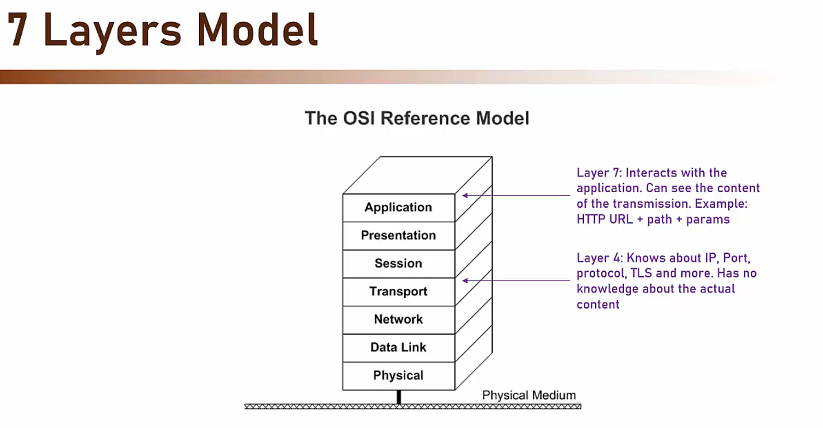 7 Layers Model
The OSI Reference Model
Application
Presentation
Session
Transport
Network
Data Link
Physical
Physical Medium
Layer 7: Interacts with the
application. Can see the content
of the transmission. Example:
HTTP URL + path + params
Layer 4: Knows about IP, Port,
protocol, TLS and more. Has no
knowledge about the actual
content